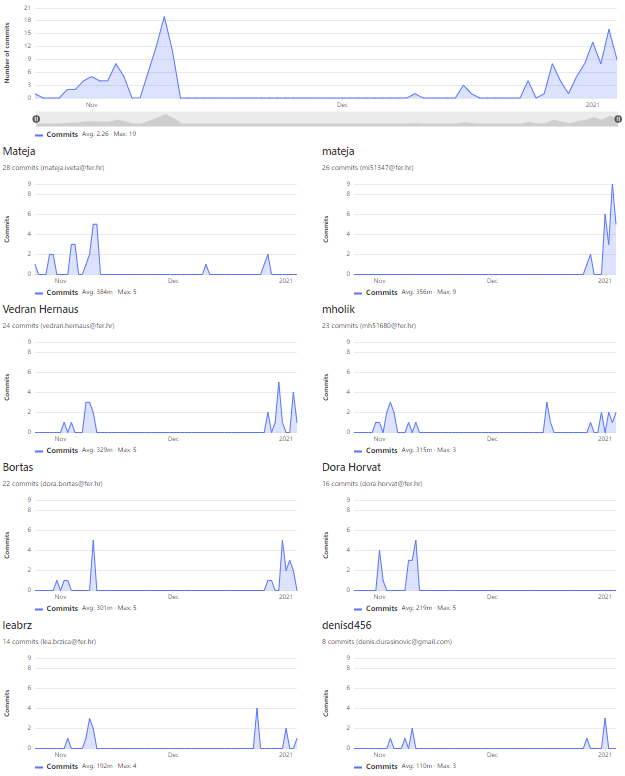 21
18
15
12
9
6
3
0
Number of commits
Nov Dec 2021
Commits Avg: 2.26 · Max: 19
Mateja
28 commits (mateja.iveta@fer.hr)
9
8
6
4
2
0
Commits
Nov Dec 2021
Commits Avg: 384m · Max: 5
mateja
26 commits (mi51347@fer.hr)
9
8
6
4
2
0
Commits
Nov Dec 2021
Commits Avg: 356m · Max: 9
Vedran Hernaus
24 commits (vedran.hernaus@fer.hr)
9
8
6
4
2
0
Commits
Nov Dec 2021
Commits Avg: 329m · Max: 5
mholik
23 commits (mh51680@fer.hr)
9
8
6
4
2
0
Commits
Nov Dec 2021
Commits Avg: 315m · Max: 3
Bortas
22 commits (dora.bortas@fer.hr)
9
8
6
4
2
0
Commits
Nov Dec 2021
Commits Avg: 301m · Max: 5
Dora Horvat
16 commits (dora.horvat@fer.hr)
9
8
6
4
2
0
Commits
Nov Dec 2021
Commits Avg: 219m · Max: 5
leabrz
14 commits (lea.brzica@fer.hr)
9
8
6
4
2
0
Commits
Nov Dec 2021
Commits Avg: 192m · Max: 4
denisd456
8 commits (denis.durasinovic@gmail.com)
9
8
6
4
2
0
Commits
Nov Dec 2021
Commits Avg: 110m · Max: 3